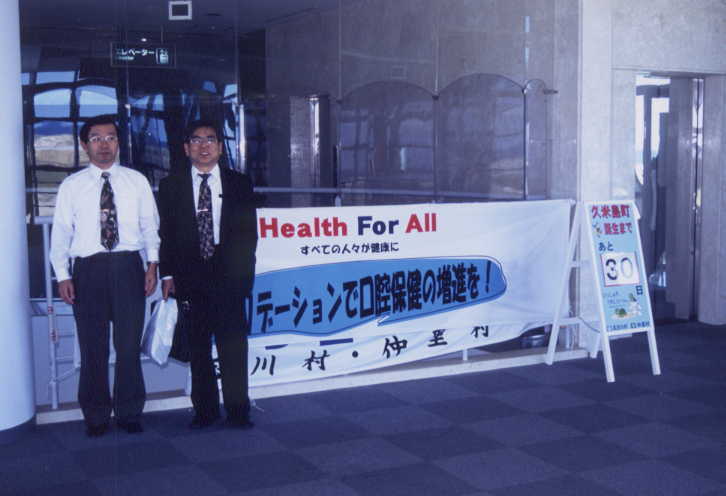 エレベーター
Health For All
すべての人々が健康に
デーションで口腔保健の増進を！
川村・仲里村
久米島町
誕生まで
あと
30
日